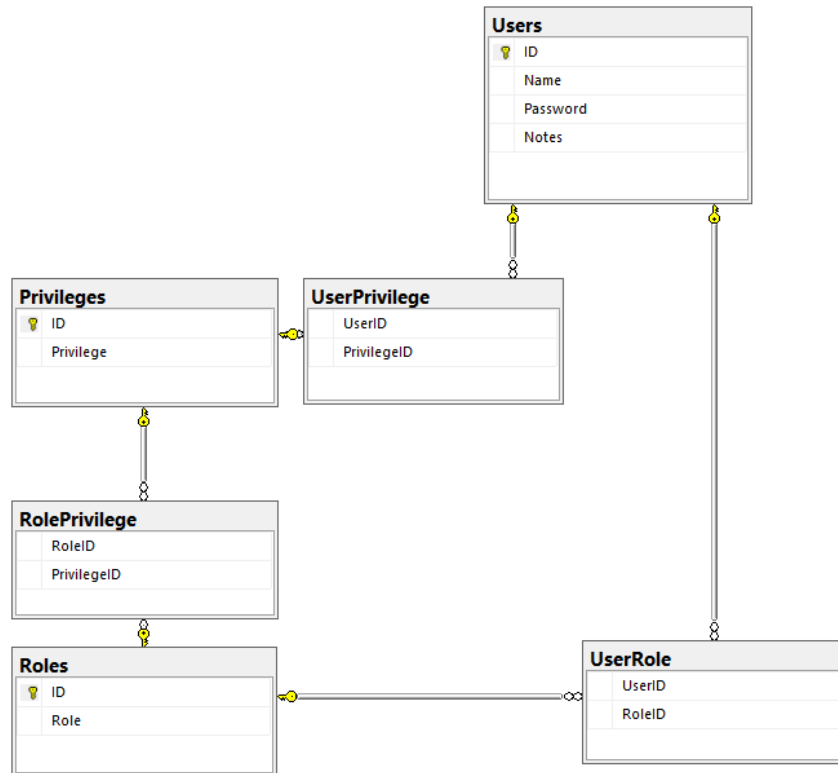 Users
ID
Name
Password
Notes
Privileges
ID
Privilege
UserPrivilege
UserID
PrivilegeID
RolePrivilege
RoleID
PrivilegeID
Roles
ID
Role
UserRole
UserID
RoleID